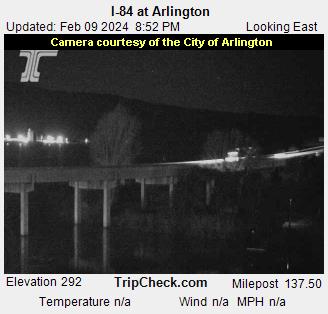 I-84 at Arlington
Updated: Feb 09 2024 8:52 PM Looking East
Camera courtesy of the City of Arlington
Elevation 292 TripCheck.com Milepost 137.50
Temperature n/a Wind n/a MPH n/a